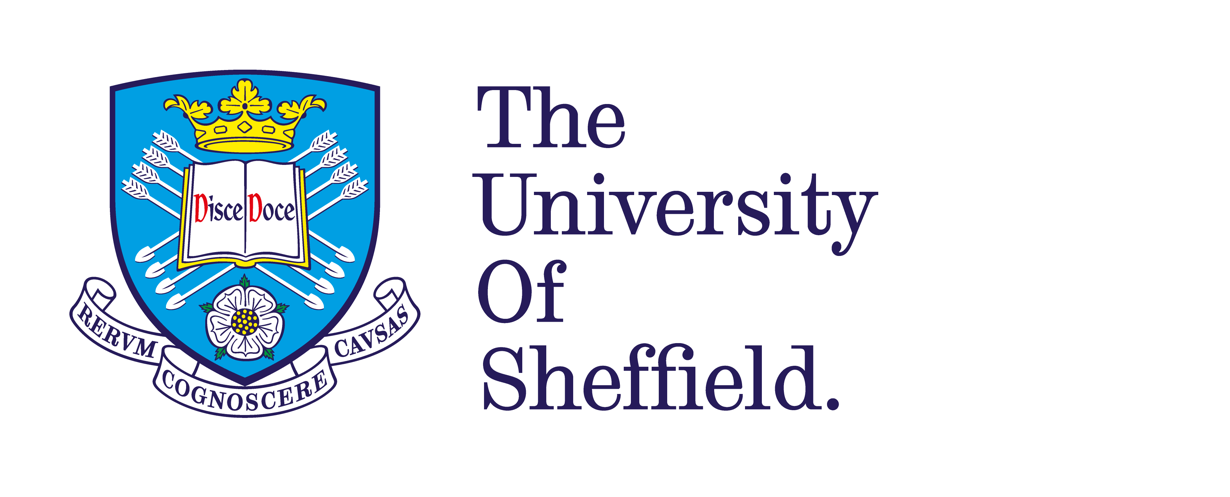 Disce Doce
RERVM COGNOSCERE CAVSAS
The
University
Of
Sheffield.